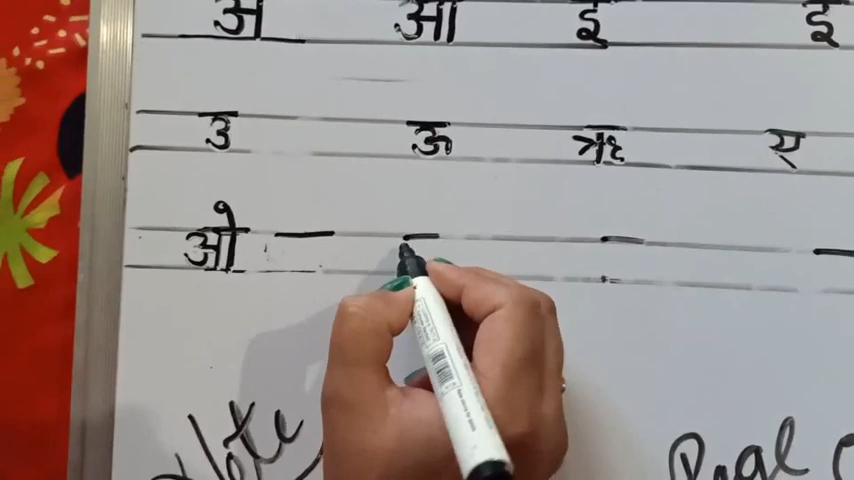 अ आ इ ई
उ ऊ ऋ ए
ओ